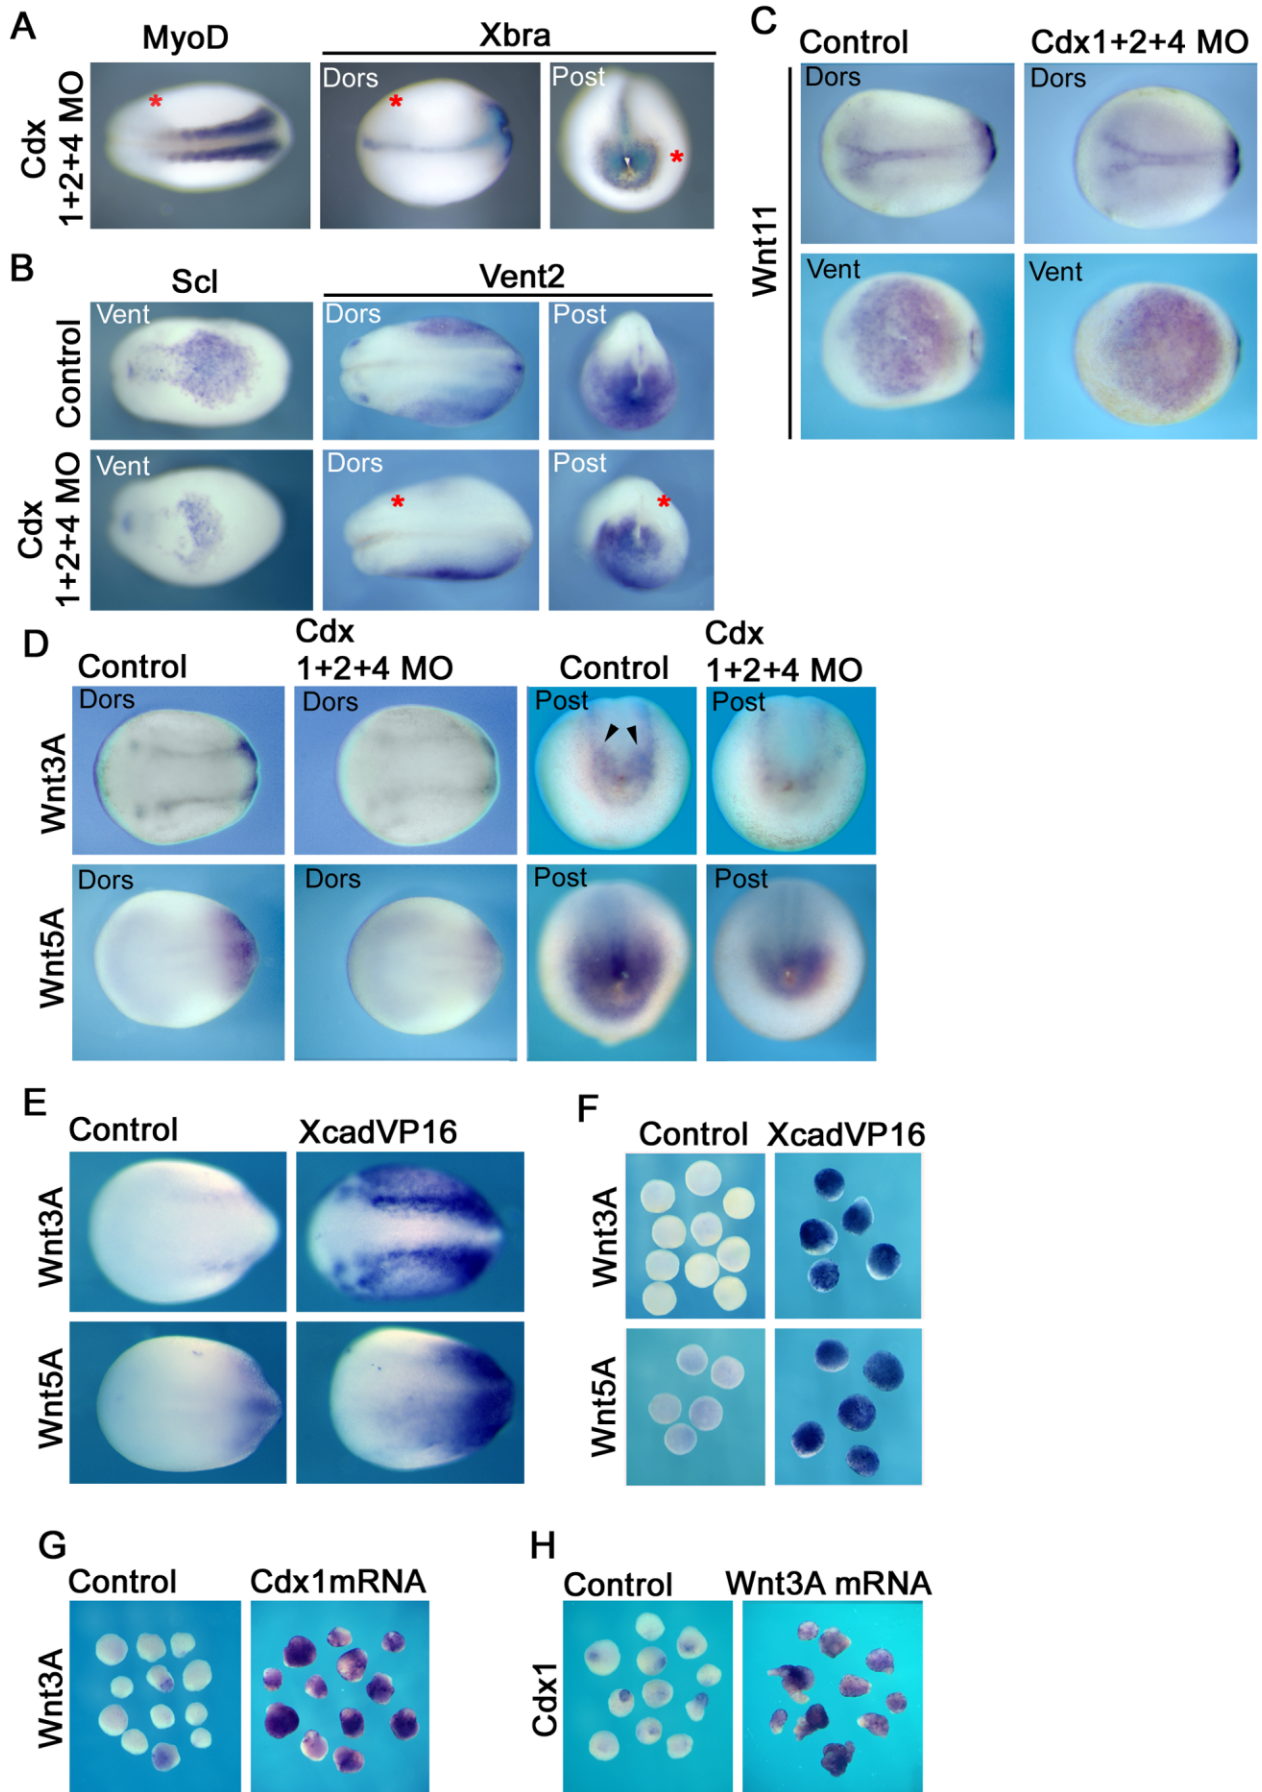 A
MyoD
Xbra
Cdx
1+2+4 MO
Dors
Post
*
*
*
B
Scl
Vent2
Control
Vent
Dors
Post
Cdx
1+2+4 MO
Vent
Dors
Post
*
*
C
Control
Cdx1+2+4 MO
Wnt11
Dors
Dors
Vent
Vent
D
Control
Cdx
1+2+4 MO
Control
Cdx
1+2+4 MO
Wnt3A
Dors
Dors
Post
Post
Wnt5A
Dors
Dors
Post
Post
E
Control
XcadVP16
Wnt3A
Wnt5A
F
Control
XcadVP16
Wnt3A
Wnt5A
G
Control
Cdx1mRNA
Wnt3A
H
Control
Wnt3A mRNA
Cdx1